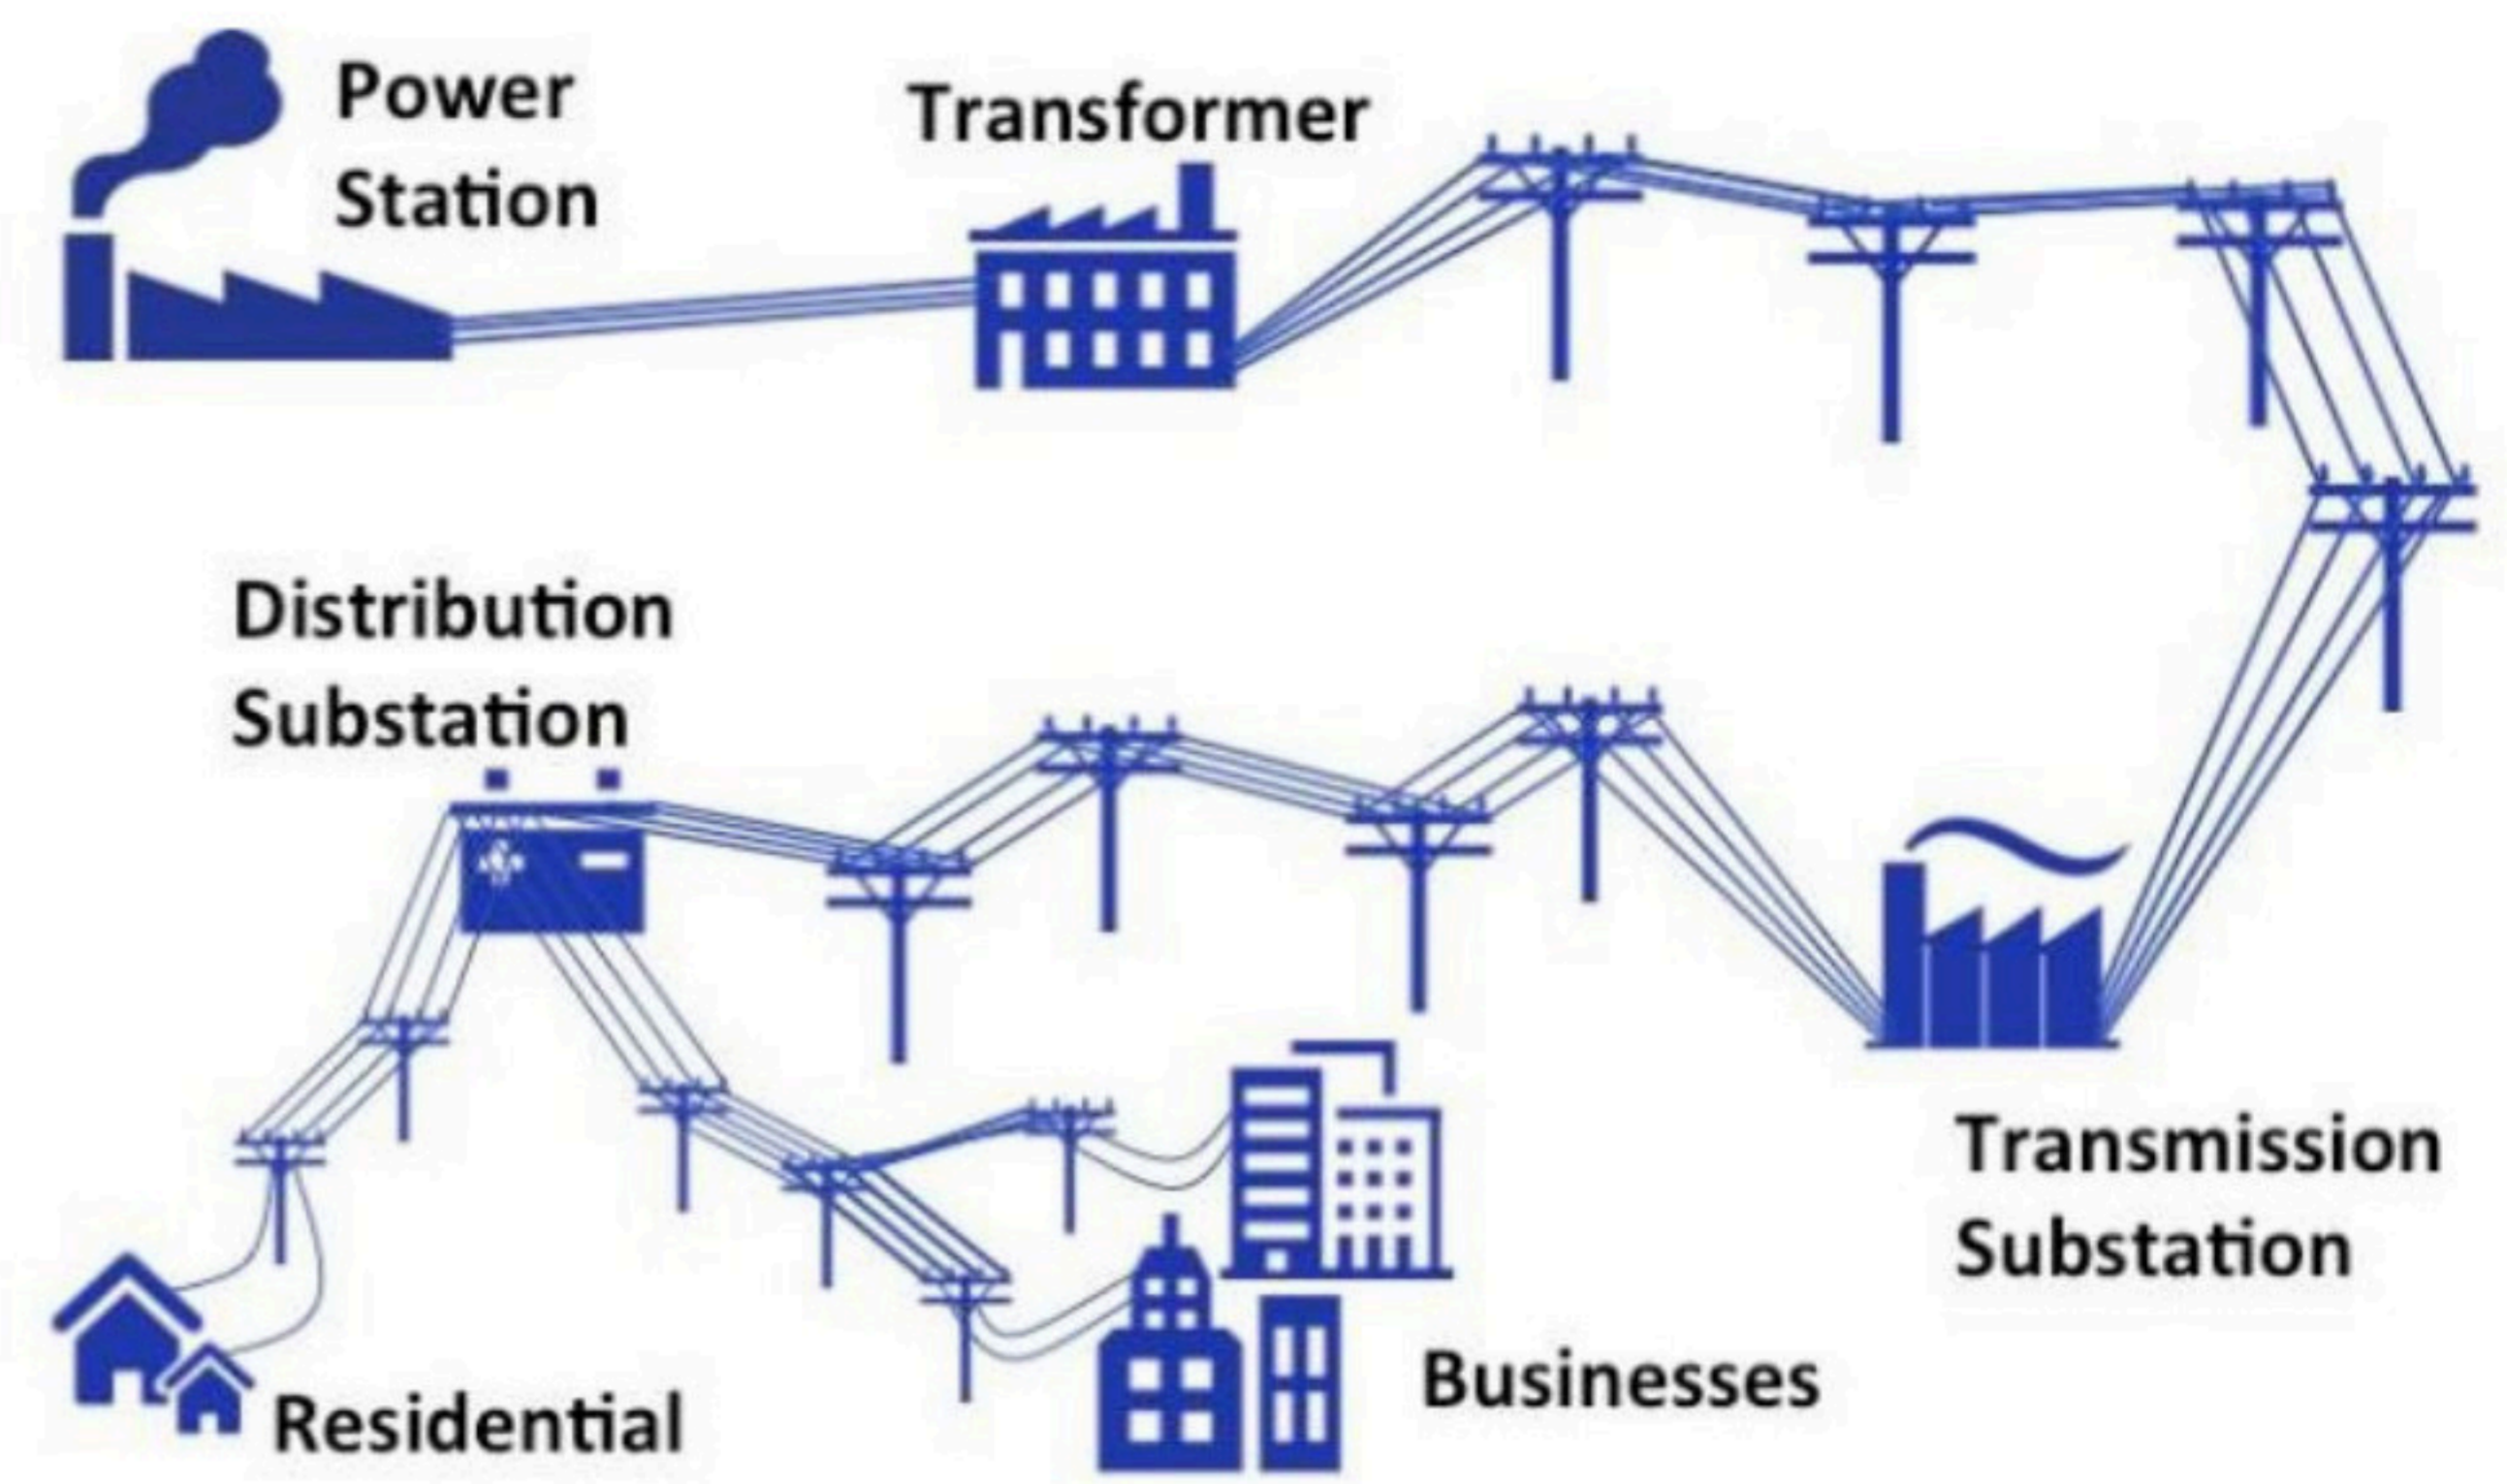 Power
Station
Transformer
Distribution
Substation
Transmission
Substation
Businesses
Residential